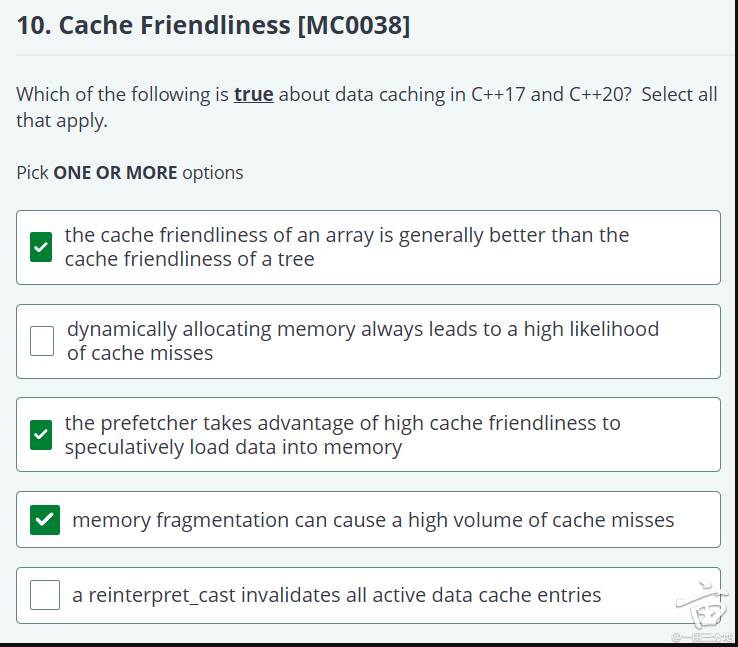 10. Cache Friendliness [MC0038]
Which of the following is true about data caching in C++17 and C++20? Select all
that apply.
Pick ONE OR MORE options
the cache friendliness of an array is generally better than the
cache friendliness of a tree
dynamically allocating memory always leads to a high likelihood
of cache misses
the prefetcher takes advantage of high cache friendliness to
speculatively load data into memory
memory fragmentation can cause a high volume of cache misses
a reinterpret_cast invalidates all active data cache entries